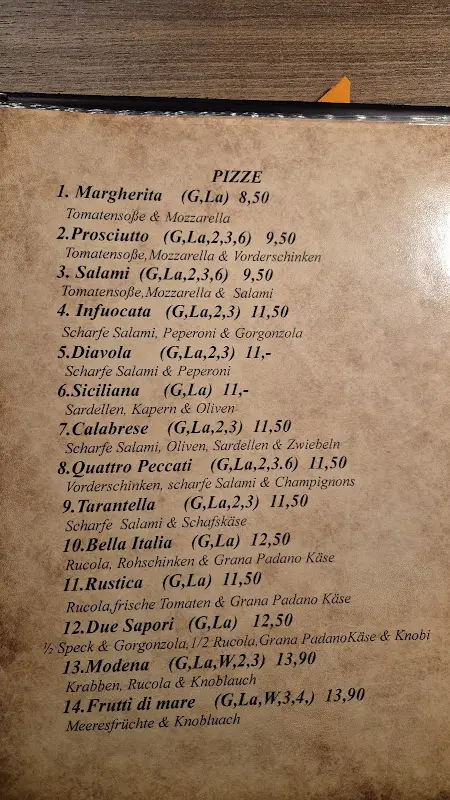 PIZZE
1. Margherita (G,La) 8,50
Tomatensoße & Mozzarella
2.Prosciutto (G,La,2,3,6) 9,50
Tomatensoße,Mozzarella & Vorderschinken
3. Salami (G,La,2,3,6) 9,50
Tomatensoße,Mozzarella & Salami
4. Infuocata (G,La,2,3) 11,50
Scharfe Salami, Peperoni & Gorgonzola
5.Diavola (G,La,2,3) 11,-
Scharfe Salami & Peperoni
6.Siciliana (G,La) 11,-
Sardellen, Kapern & Oliven
7.Calabrese (G,La,2,3) 11,50
Scharfe Salami, Oliven, Sardellen & Zwiebeln
8.Quattro Peccati (G,La,2,3.6) 11,50
Vorderschinken, scharfe Salami & Champignons
9.Tarantella (G,La,2,3) 11,50
Scharfe Salami & Schafskäse
10.Bella Italia (G,La) 12,50
Rucola, Rohschinken & Grana Padano Käse
11.Rustica (G,La) 11,50
Rucola,frische Tomaten & Grana Padano Käse
12.Due Sapori (G,La) 12,50
½ Speck & Gorgonzola,1/2 Rucola,Grana PadanoKäse & Knobi
13.Modena (G,La,W,2,3) 13,90
Krabben, Rucola & Knoblauch
14.Frutti di mare (G,La,W,3,4,) 13,90
Meeresfrüchte & Knobluach